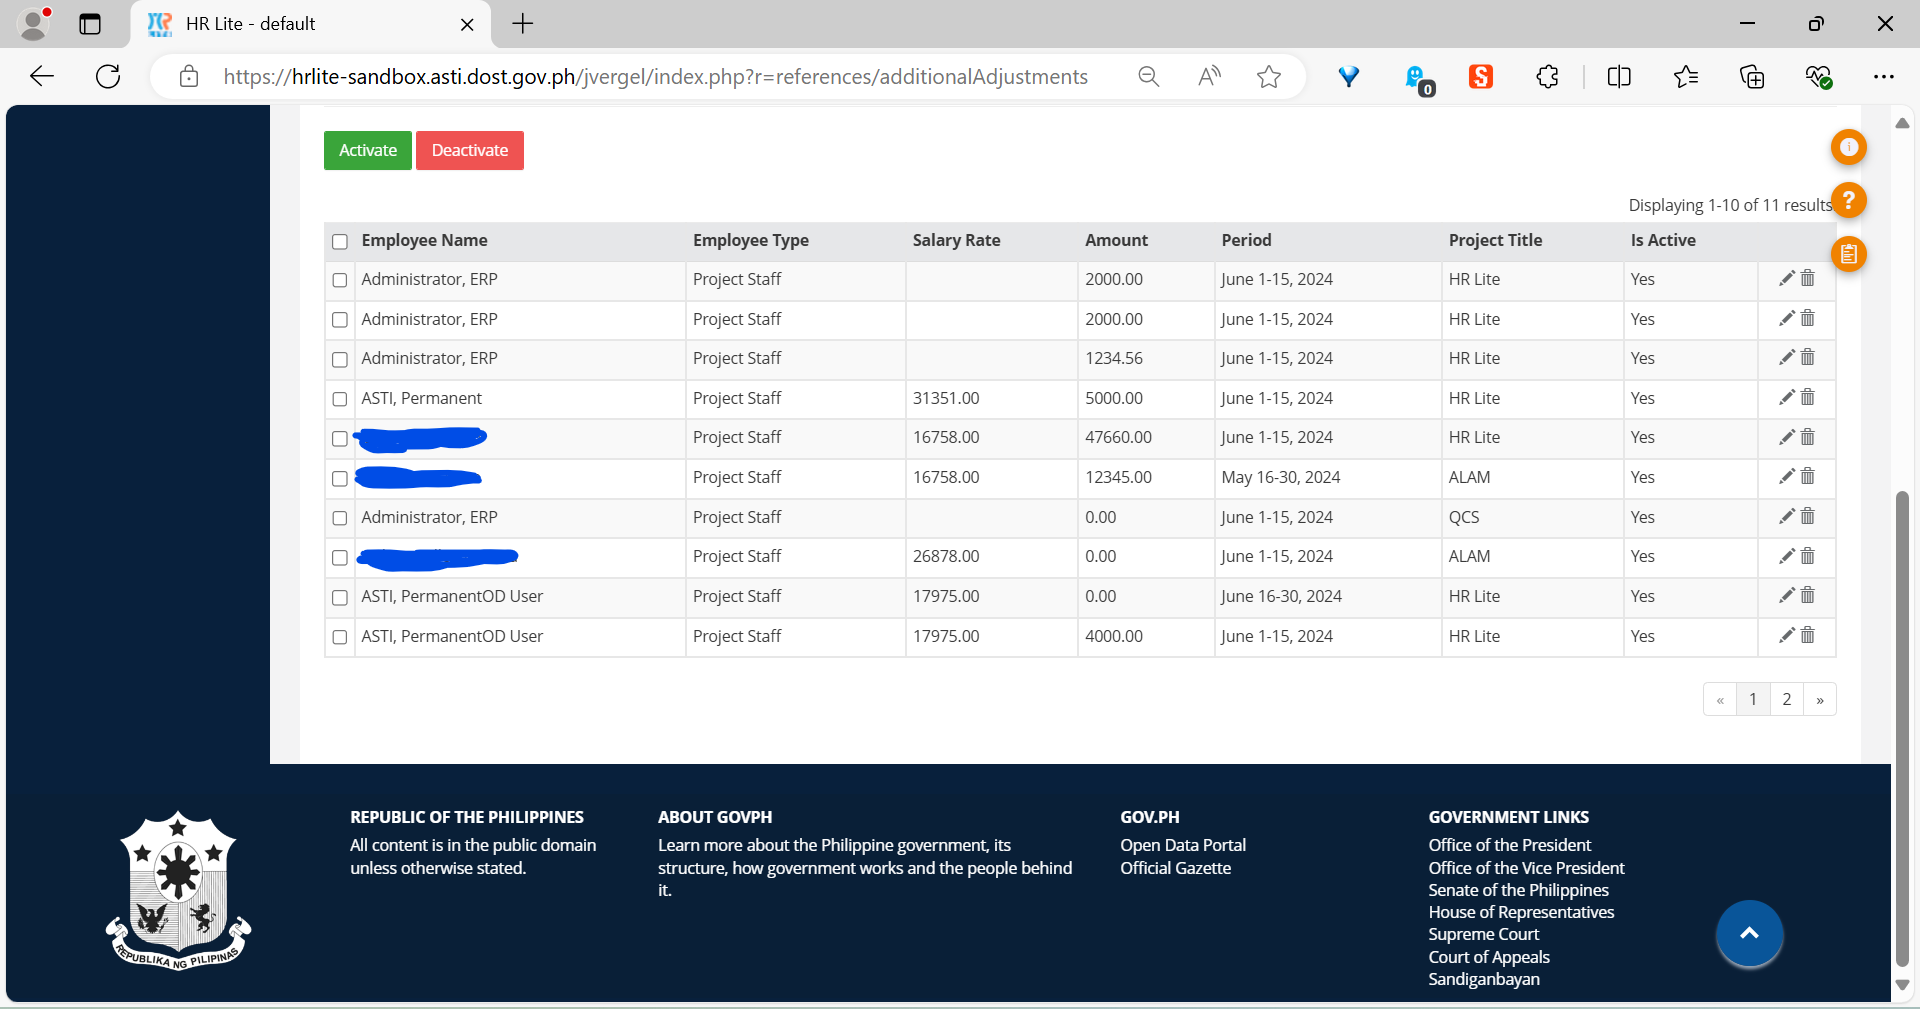 HR Lite - default
https://hrlite-sandbox.asti.dost.gov.ph/jvergel/index.php?r=references/additionalAdjustments
0
Activate Deactivate
Displaying 1-10 of 11 results
Employee Name Employee Type Salary Rate Amount Period Project Title Is Active
Administrator, ERP Project Staff 2000.00 June 1-15, 2024 HR Lite Yes
Administrator, ERP Project Staff 2000.00 June 1-15, 2024 HR Lite Yes
Administrator, ERP Project Staff 1234.56 June 1-15, 2024 HR Lite Yes
ASTI, Permanent Project Staff 31351.00 5000.00 June 1-15, 2024 HR Lite Yes
Project Staff 16758.00 47660.00 June 1-15, 2024 HR Lite Yes
Project Staff 16758.00 12345.00 May 16-30, 2024 ALAM Yes
Administrator, ERP Project Staff 0.00 June 1-15, 2024 QCS Yes
Project Staff 26878.00 0.00 June 1-15, 2024 ALAM Yes
ASTI, PermanentOD User Project Staff 17975.00 0.00 June 16-30, 2024 HR Lite Yes
ASTI, PermanentOD User Project Staff 17975.00 4000.00 June 1-15, 2024 HR Lite Yes
« 1 2 »
REPUBLIKA NG PILIPINAS
REPUBLIC OF THE PHILIPPINES
All content is in the public domain
unless otherwise stated.
ABOUT GOVPH
Learn more about the Philippine government, its
structure, how government works and the people behind
it.
GOV.PH
Open Data Portal
Official Gazette
GOVERNMENT LINKS
Office of the President
Office of the Vice President
Senate of the Philippines
House of Representatives
Supreme Court
Court of Appeals
Sandiganbayan